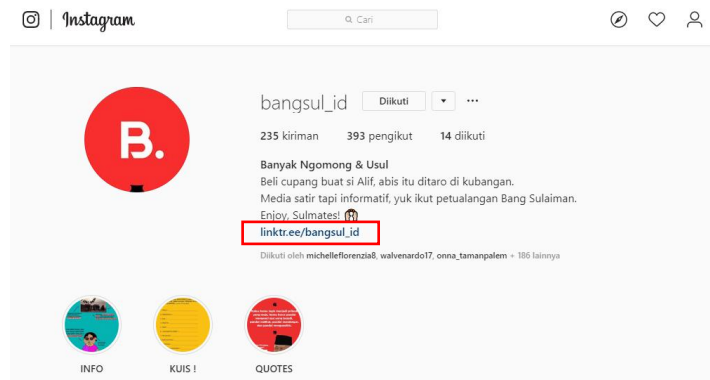 Instagram
Cari
bangsul_id Diikuti
235 kiriman 393 pengikut 14 diikuti
B.
Banyak Ngomong & Usul
Beli cupang buat si Alif, abis itu ditaro di kubangan.
Media satir tapi informatif, yuk ikut petualangan Bang Sulaiman.
Enjoy, Sulmates!
linktr.ee/bangsul_id
Diikuti oleh michelleflorenzia8, walvenardo17, onna_tamanpalem + 186 lainnya
INFO KUIS ! QUOTES